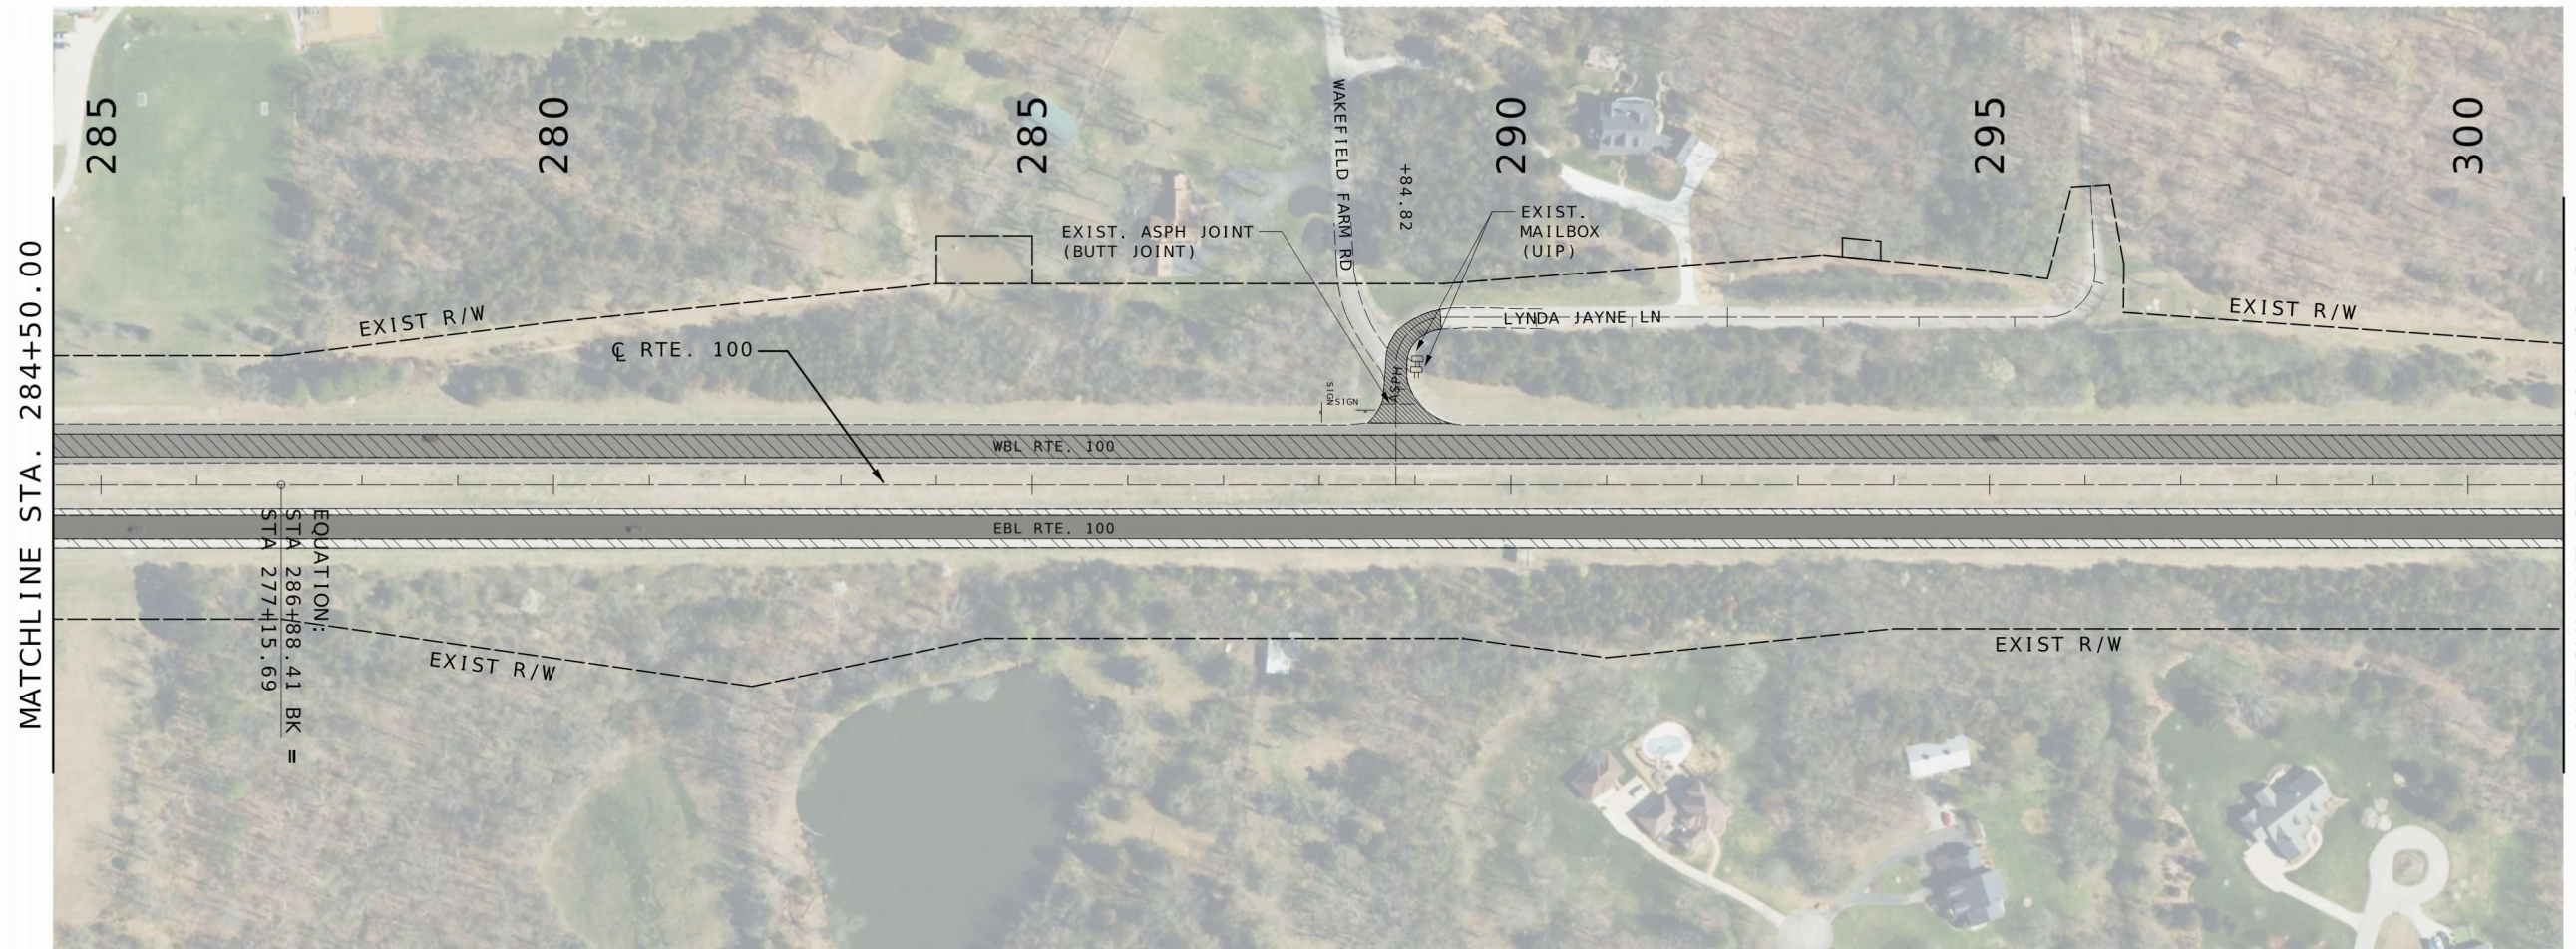 285
280
285
290
295
300
MATCHLINE STA. 284+50.00
WAKEFIELD FARM RD
+84.82
EXIST. ASPH JOINT
(BUTT JOINT)
EXIST.
MAILBOX
(UIP)
EXIST R/W
EXIST R/W
LYNDA JAYNE LN
℄ RTE. 100
ASPH
SIGN
SIGN
WBL RTE. 100
EBL RTE. 100
EQUATION:
STA 286+88.41 BK =
STA 277+15.69
EXIST R/W
EXIST R/W